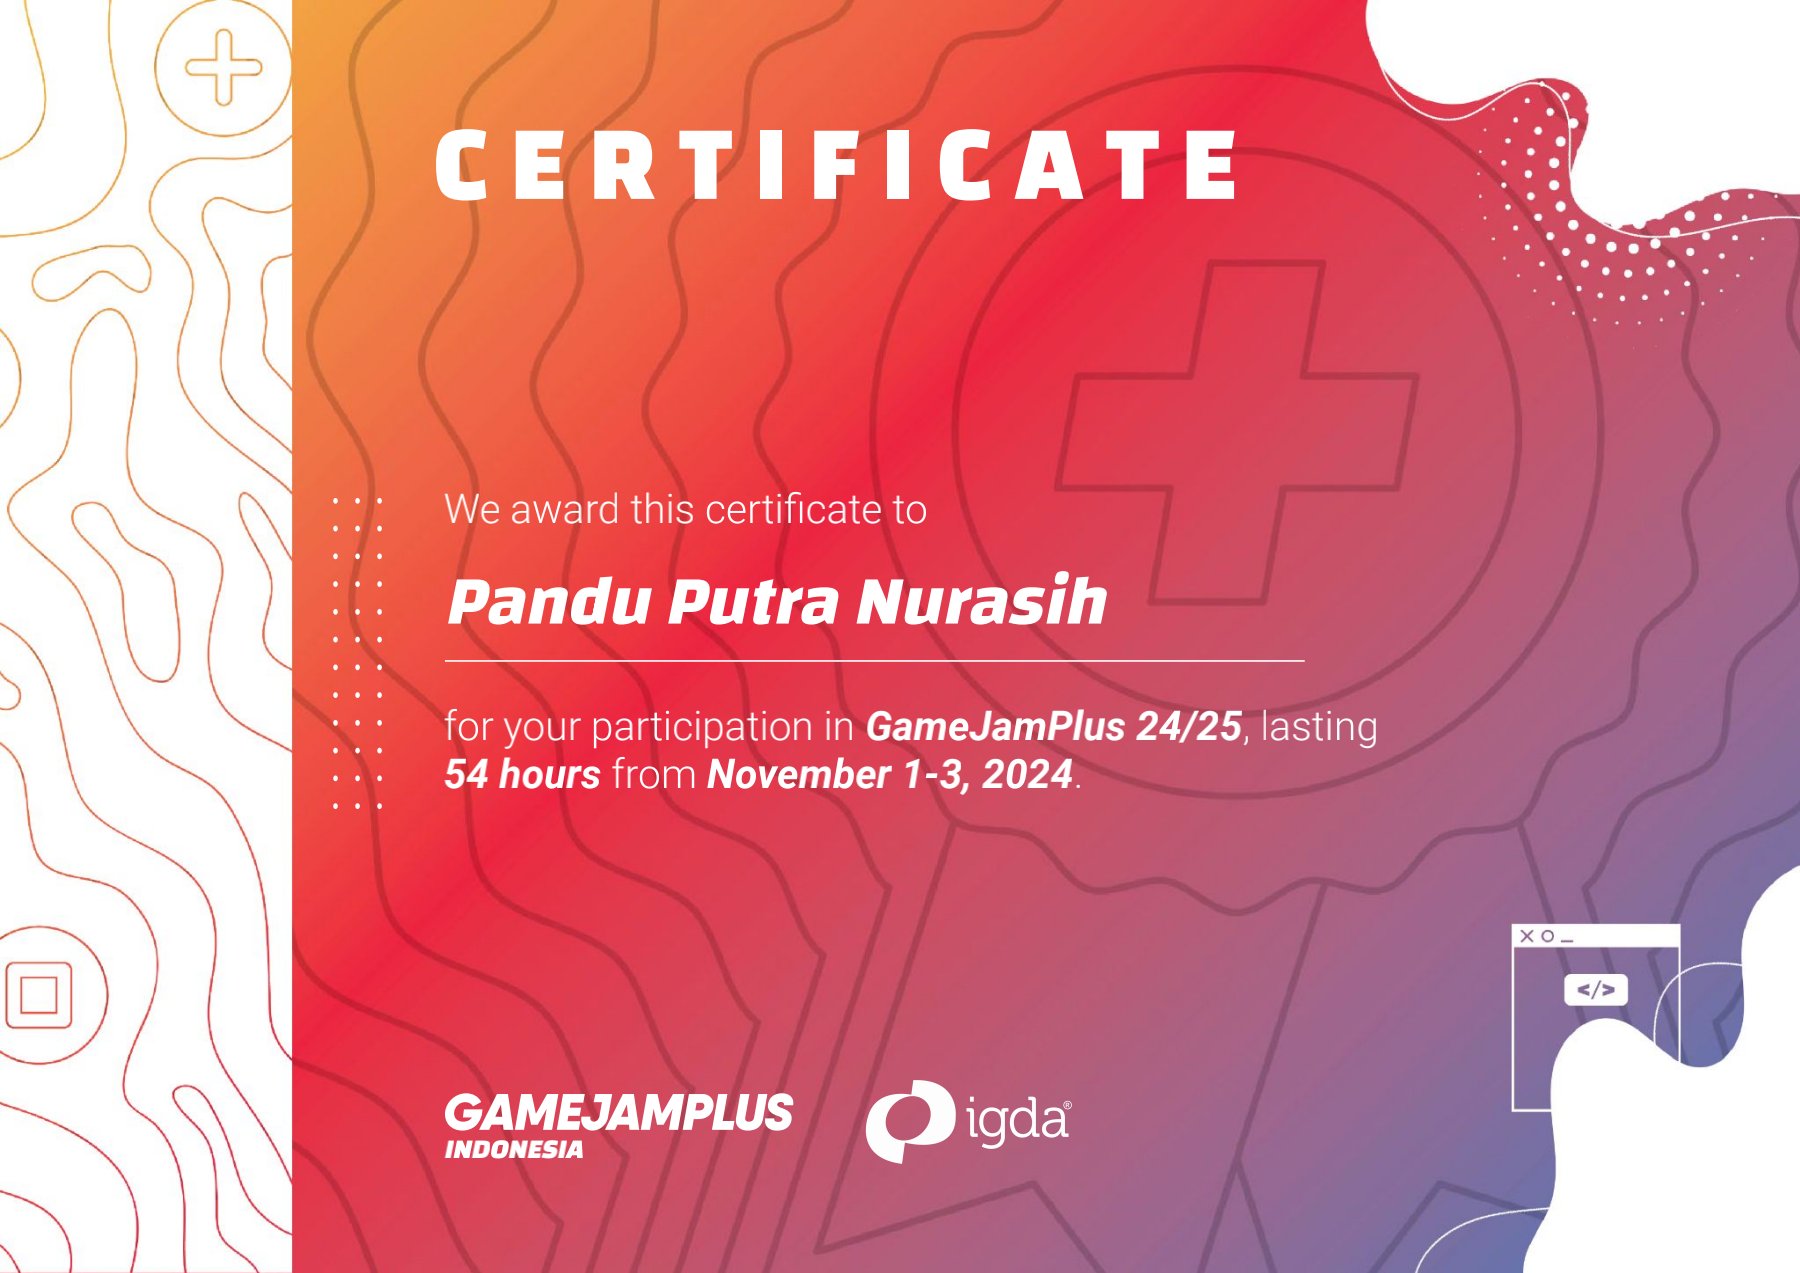 CERTIFICATE
We award this certificate to
Pandu Putra Nurasih
for your participation in GameJamPlus 24/25, lasting
54 hours from November 1-3, 2024.
X O _
</>
GAMEJAMPLUS
INDONESIA
igda®